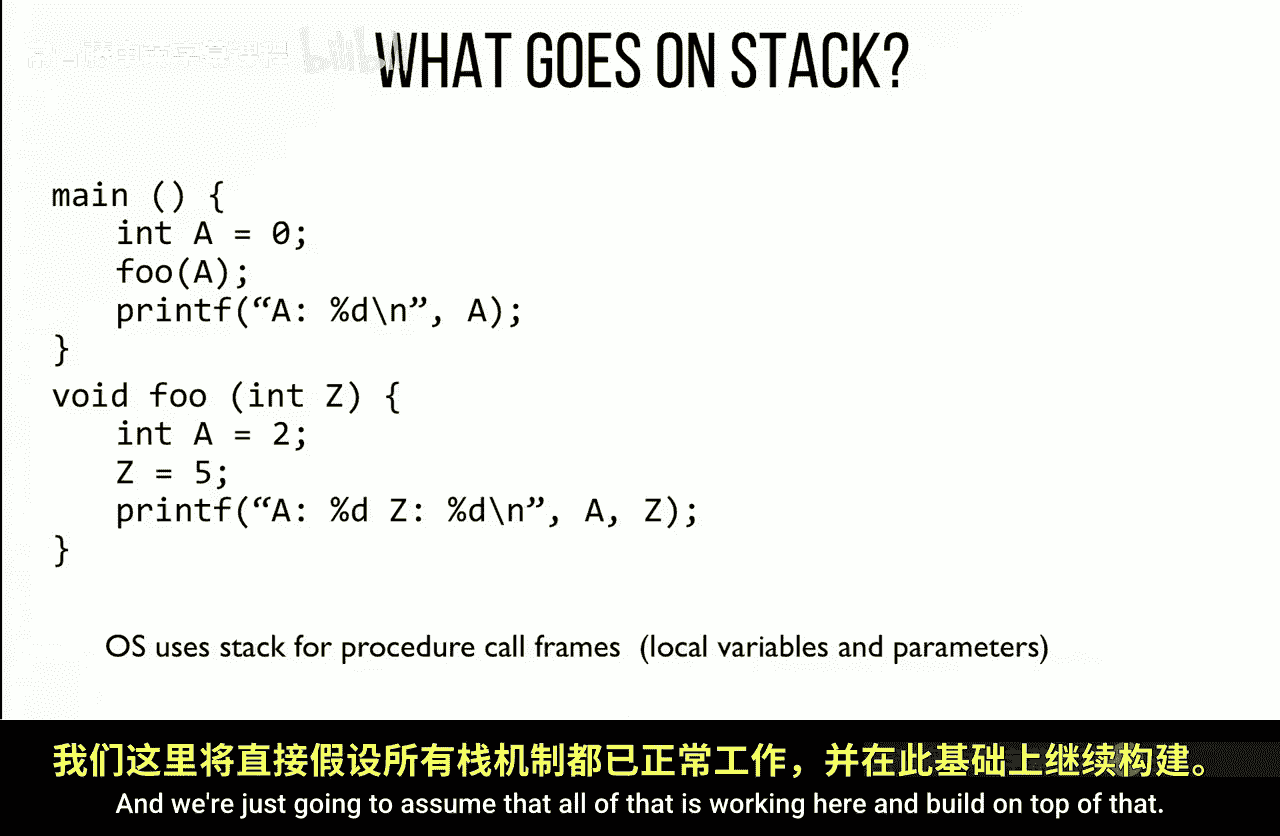 WHAT GOES ON STACK?
main () {
int A = 0;
foo(A);
printf(“A: %d\n”, A);
}
void foo (int Z) {
int A = 2;
Z = 5;
printf(“A: %d Z: %d\n”, A, Z);
}
OS uses stack for procedure call frames (local variables and parameters)
我们这里将直接假设所有栈机制都已正常工作，并在此基础上继续构建。
And we're just going to assume that all of that is working here and build on top of that.